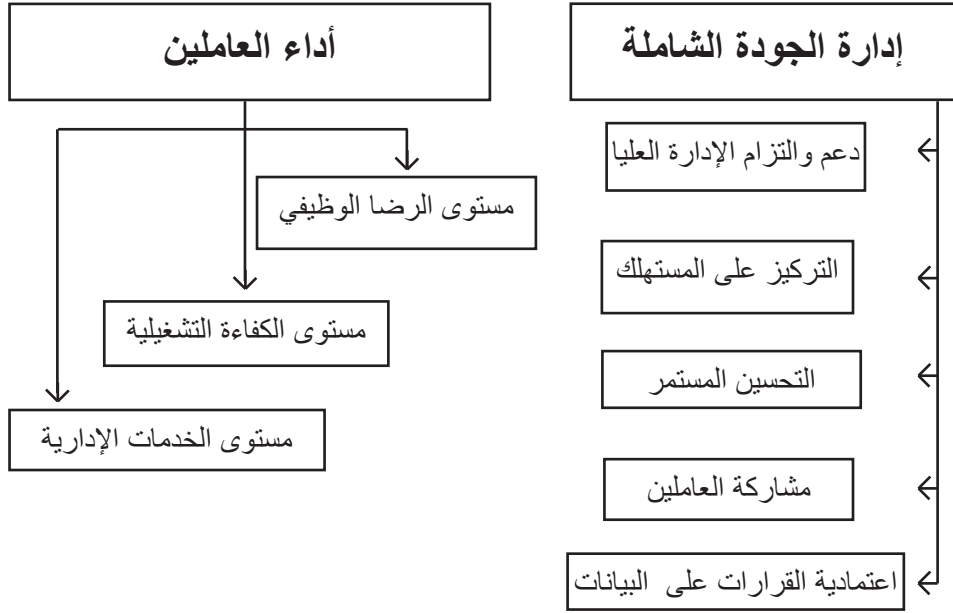 إدارة الجودة الشاملة
دعم والتزام الإدارة العليا
التركيز على المستهلك
التحسين المستمر
مشاركة العاملين
اعتمادية القرارات على البيانات
أداء العاملين
مستوى الرضا الوظيفي
مستوى الكفاءة التشغيلية
مستوى الخدمات الإدارية